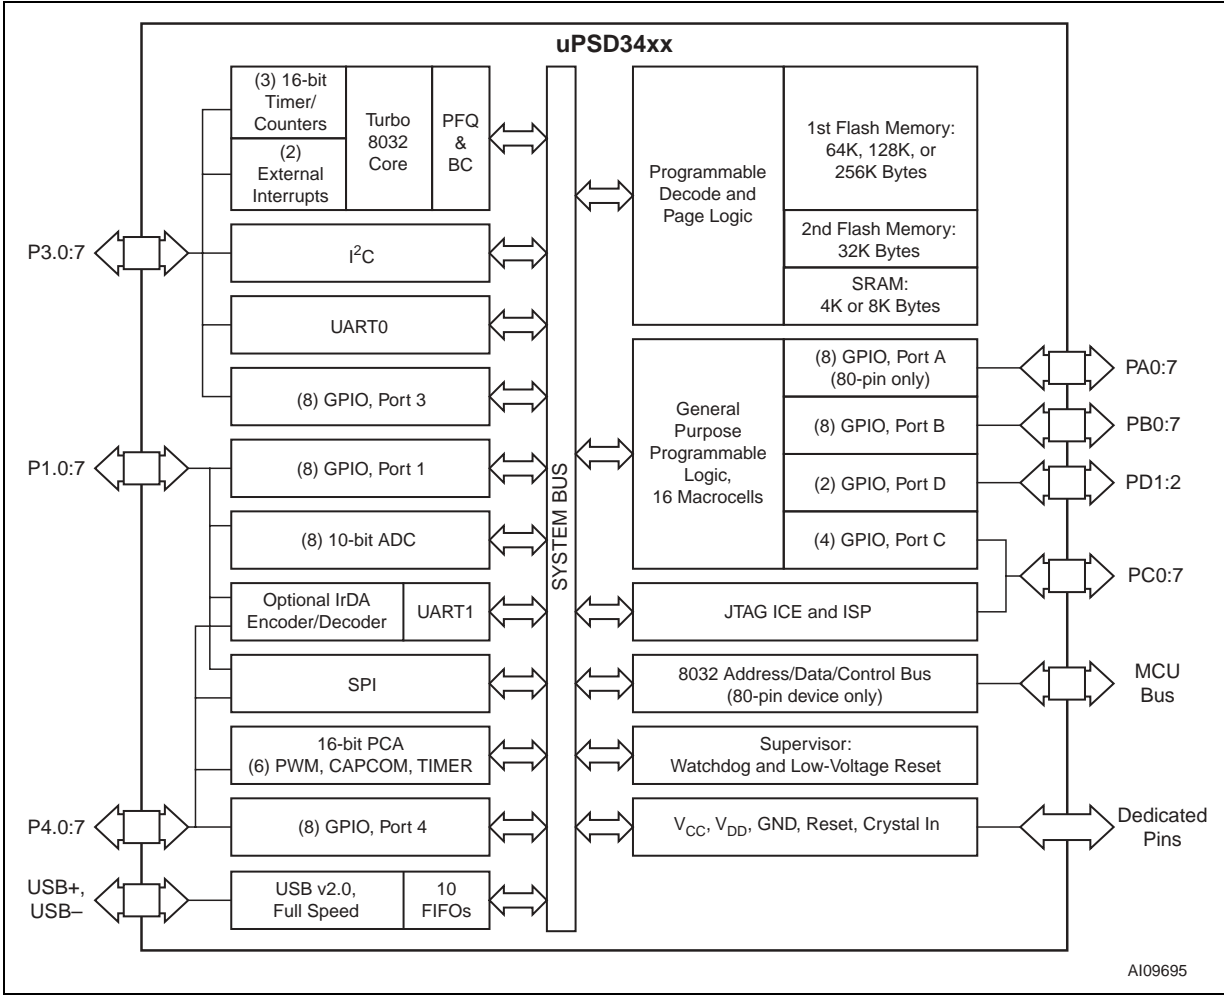 uPSD34xx
(3) 16-bit
Timer/
Counters
(2)
External
Interrupts
Turbo
8032
Core
PFQ
&
BC
P3.0:7
I²C
UART0
(8) GPIO, Port 3
P1.0:7
(8) GPIO, Port 1
(8) 10-bit ADC
Optional IrDA
Encoder/Decoder
UART1
SPI
16-bit PCA
(6) PWM, CAPCOM, TIMER
P4.0:7
(8) GPIO, Port 4
USB+,
USB–
USB v2.0,
Full Speed
10
FIFOs
SYSTEM BUS
Programmable
Decode and
Page Logic
1st Flash Memory:
64K, 128K, or
256K Bytes
2nd Flash Memory:
32K Bytes
SRAM:
4K or 8K Bytes
General
Purpose
Programmable
Logic,
16 Macrocells
(8) GPIO, Port A
(80-pin only)
PA0:7
(8) GPIO, Port B
PB0:7
(2) GPIO, Port D
PD1:2
(4) GPIO, Port C
PC0:7
JTAG ICE and ISP
8032 Address/Data/Control Bus
(80-pin device only)
MCU
Bus
Supervisor:
Watchdog and Low-Voltage Reset
VCC, VDD, GND, Reset, Crystal In
Dedicated
Pins
AI09695